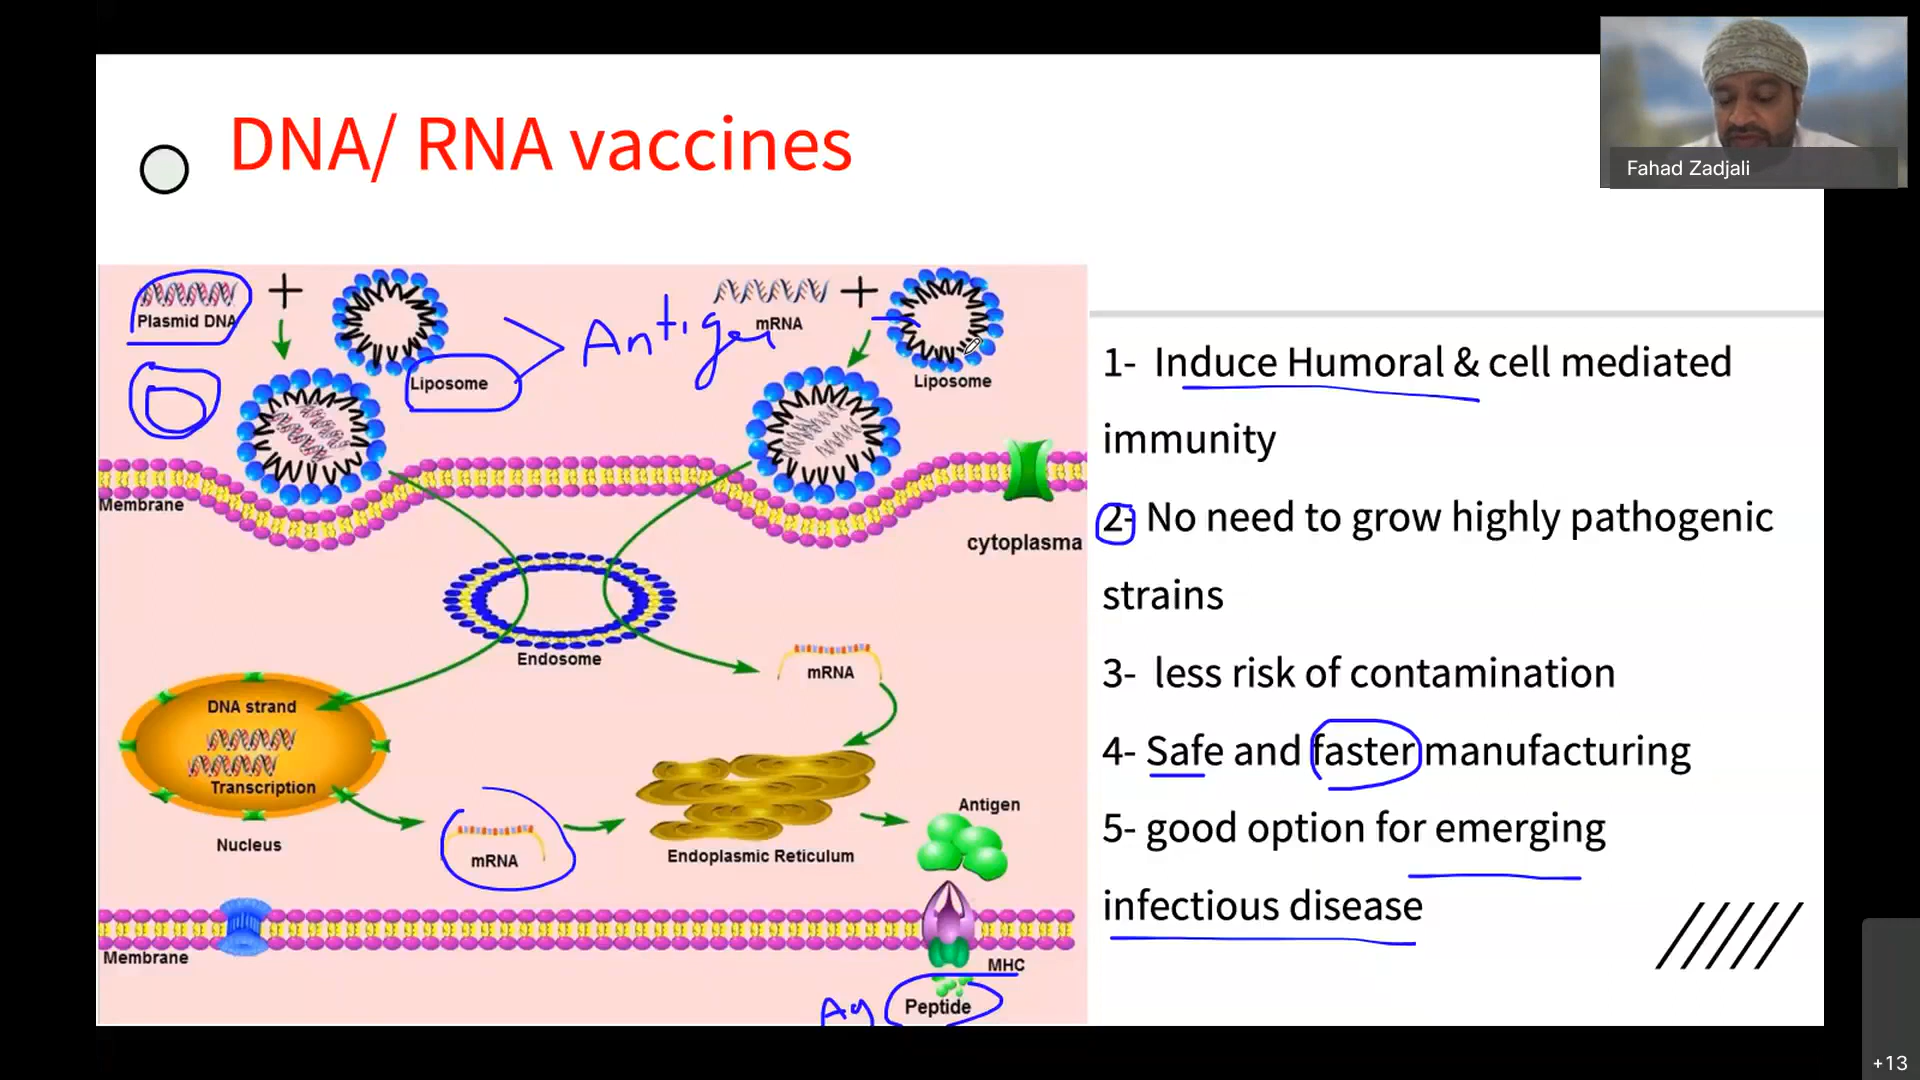 Fahad Zadjali
DNA/ RNA vaccines
Plasmid DNA
Liposome
Antigen
mRNA
Liposome
Membrane
cytoplasma
Endosome
mRNA
DNA strand
Transcription
Nucleus
mRNA
Endoplasmic Reticulum
Antigen
Membrane
MHC
Ag
Peptide
1- Induce Humoral & cell mediated
immunity
2- No need to grow highly pathogenic
strains
3- less risk of contamination
4- Safe and faster manufacturing
5- good option for emerging
infectious disease
+13